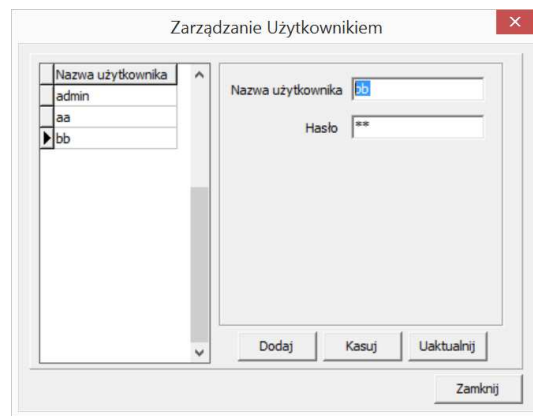 Zarządzanie Użytkownikiem
Nazwa użytkownika
admin
aa
bb
Nazwa użytkownika bb
Hasło **
Dodaj Kasuj Uaktualnij
Zamknij